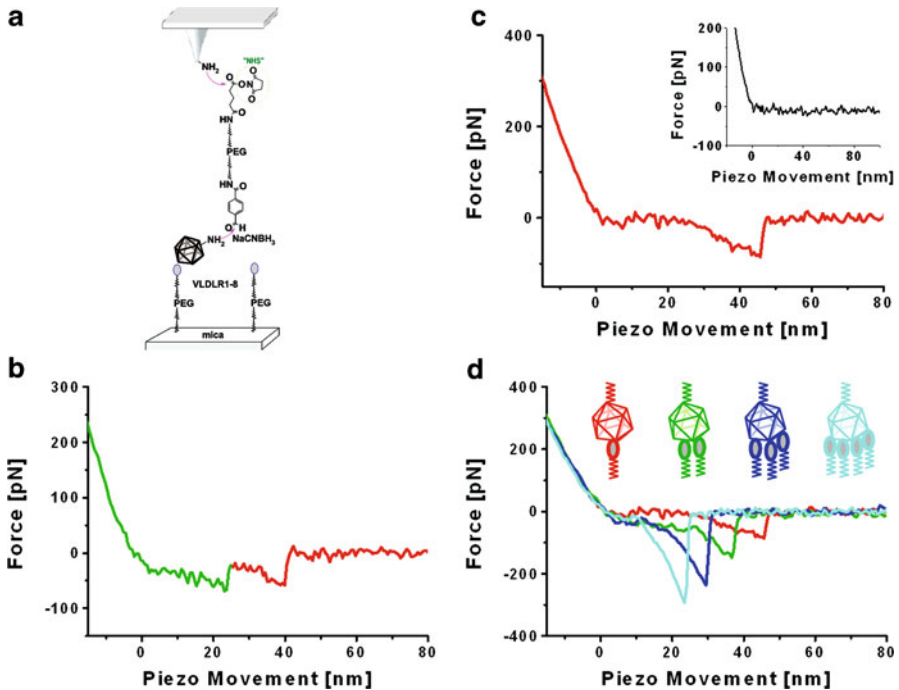 a
NH₂
"NHS"
O
O
O-N
O
O
HN
PEG
HN
O
O
H
NH₂
NaCNBH₃
VLDLR1-8
PEG
PEG
mica
b
300
200
100
0
-100
Force [pN]
0
20
40
60
80
Piezo Movement [nm]
c
400
200
0
Force [pN]
0
20
40
60
80
Piezo Movement [nm]
200
100
0
-100
Force [pN]
0
40
80
Piezo Movement [nm]
d
400
200
0
-200
-400
Force [pN]
0
20
40
60
80
Piezo Movement [nm]